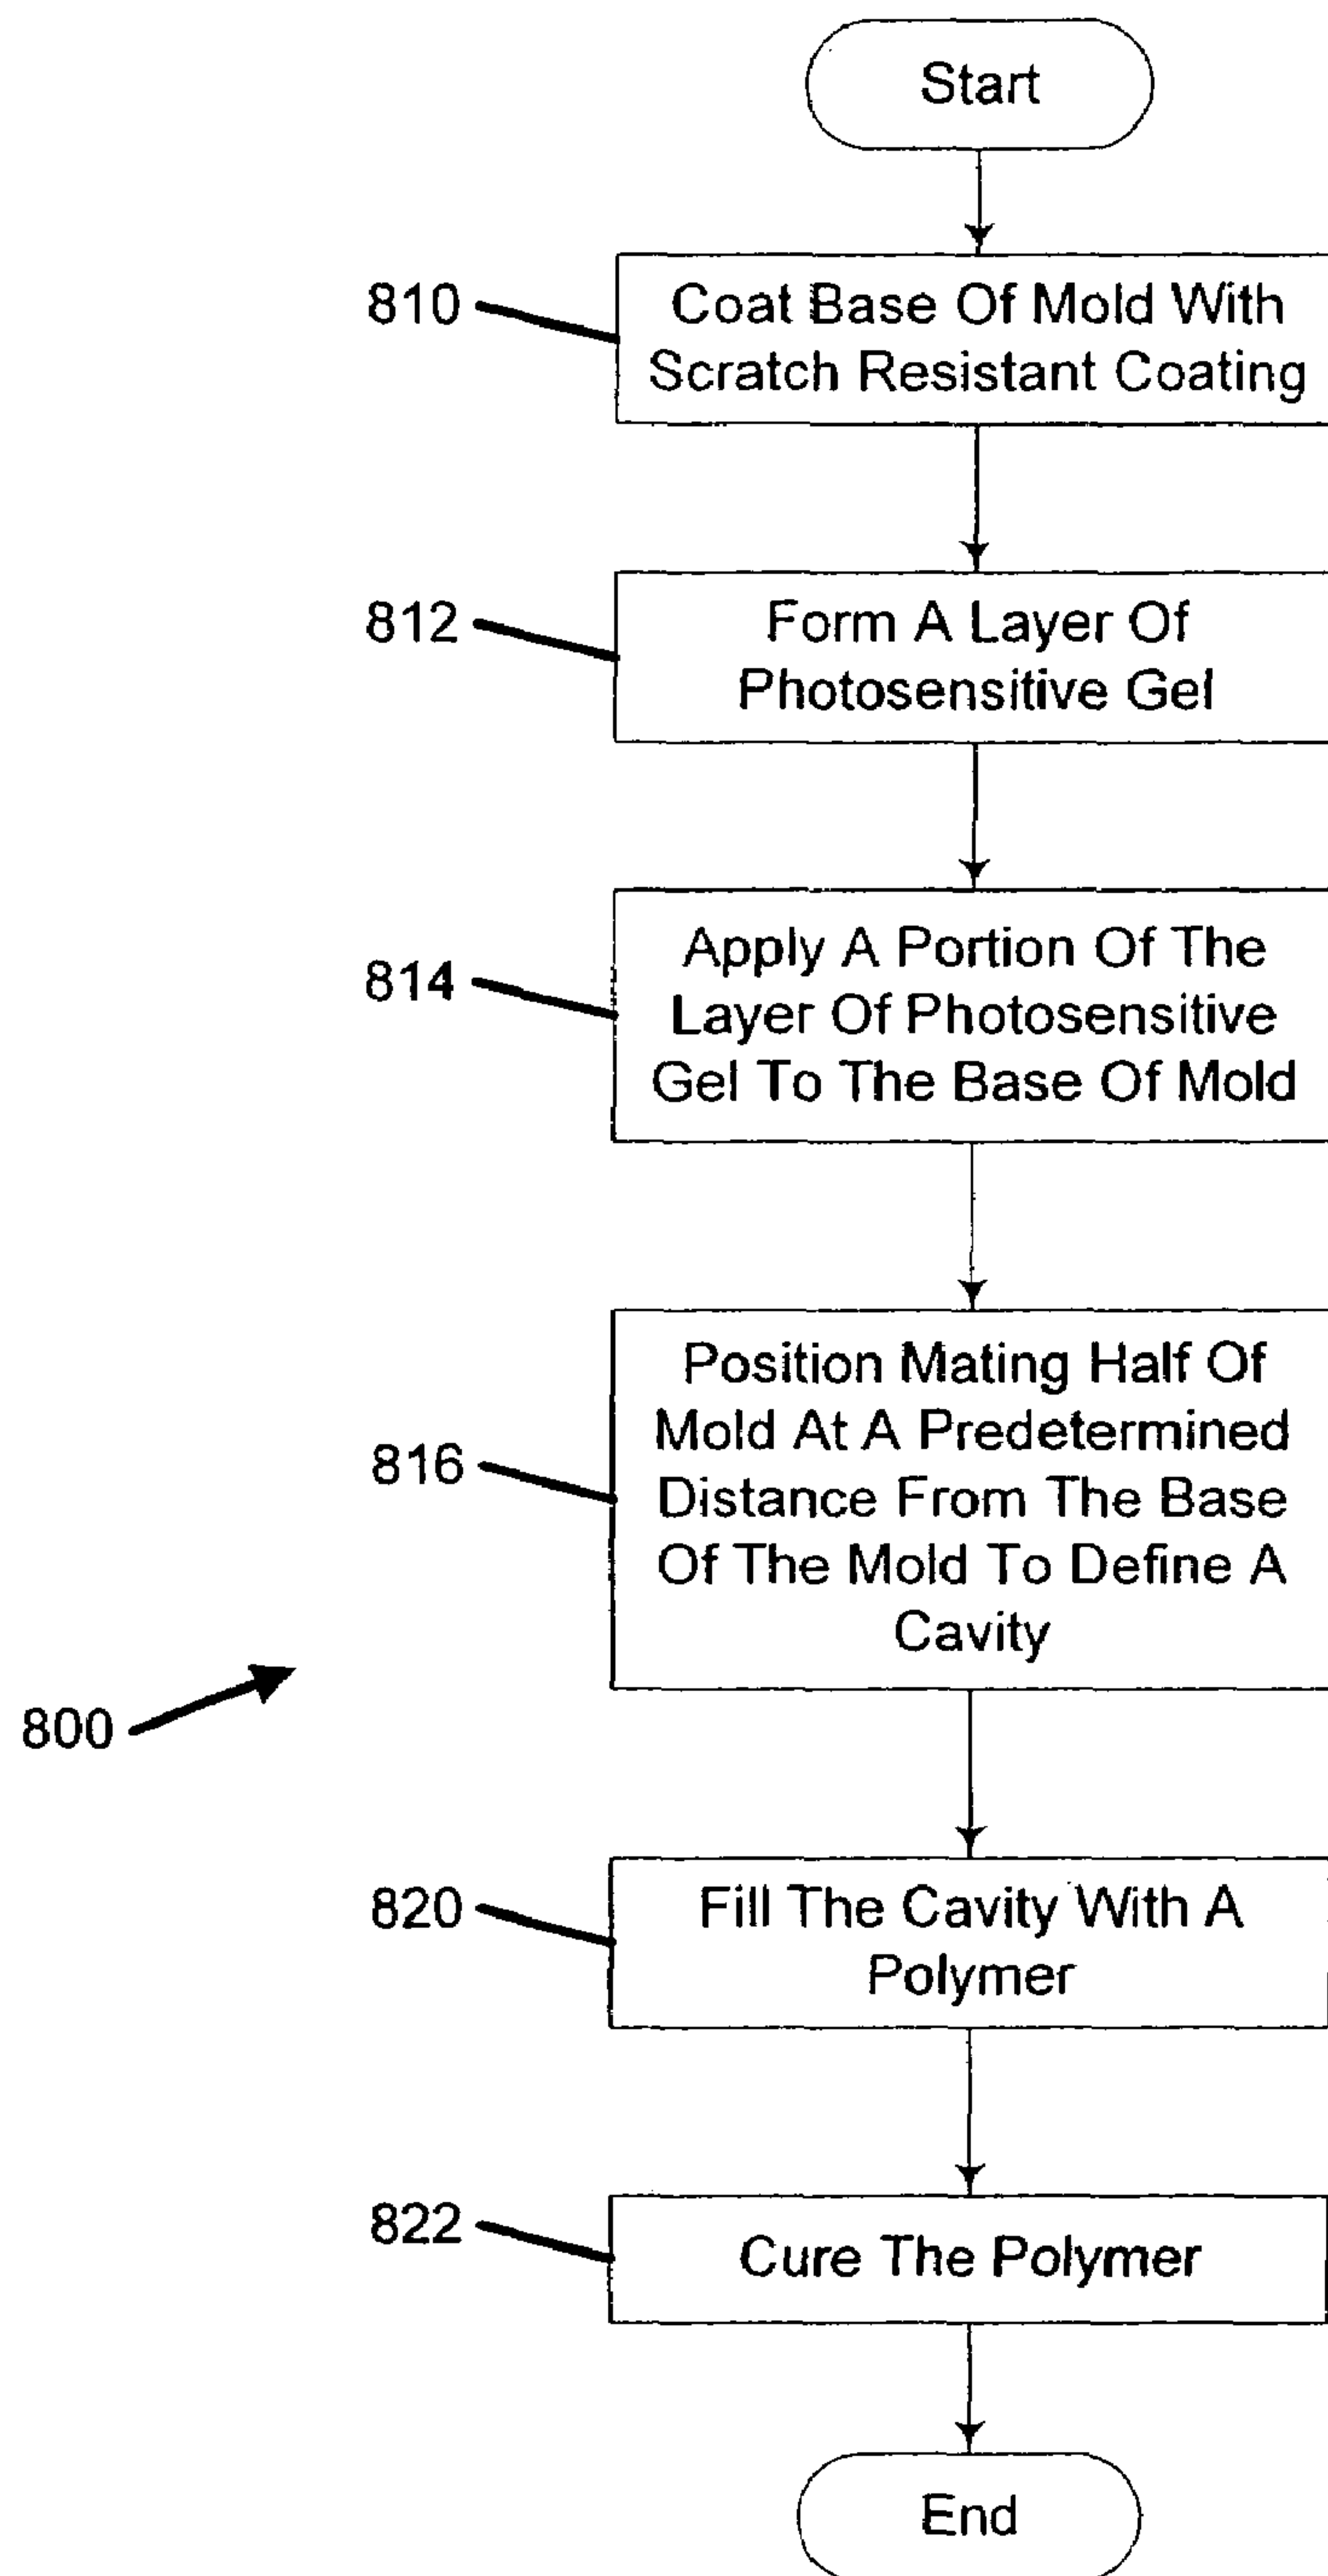 Start
810
Coat Base Of Mold With
Scratch Resistant Coating
812
Form A Layer Of
Photosensitive Gel
814
Apply A Portion Of The
Layer Of Photosensitive
Gel To The Base Of Mold
816
Position Mating Half Of
Mold At A Predetermined
Distance From The Base
Of The Mold To Define A
Cavity
800
820
Fill The Cavity With A
Polymer
822
Cure The Polymer
End